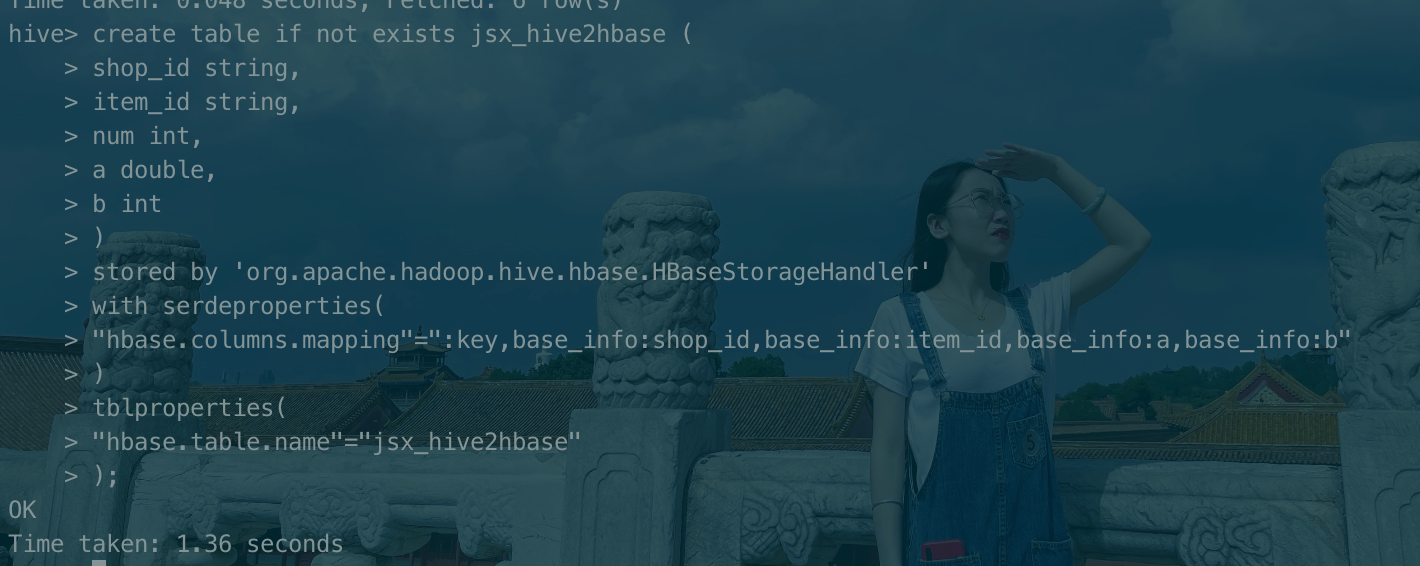 Time taken: 0.048 seconds, Fetched: 6 row(s)
hive> create table if not exists jsx_hive2hbase (
    > shop_id string,
    > item_id string,
    > num int,
    > a double,
    > b int
    > )
    > stored by 'org.apache.hadoop.hive.hbase.HBaseStorageHandler'
    > with serdeproperties(
    > "hbase.columns.mapping"=":key,base_info:shop_id,base_info:item_id,base_info:a,base_info:b"
    > )
    > tblproperties(
    > "hbase.table.name"="jsx_hive2hbase"
    > );
OK
Time taken: 1.36 seconds